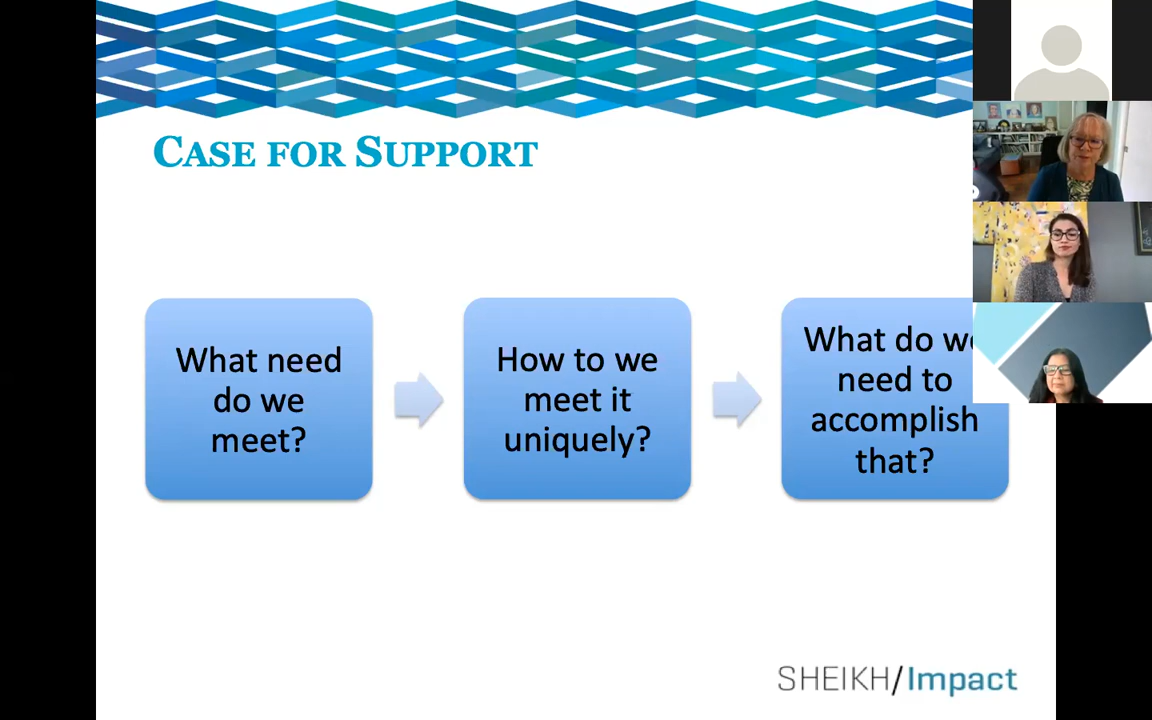 CASE FOR SUPPORT
What need
do we
meet?
How to we
meet it
uniquely?
What do we
need to
accomplish
that?
SHEIKH/Impact